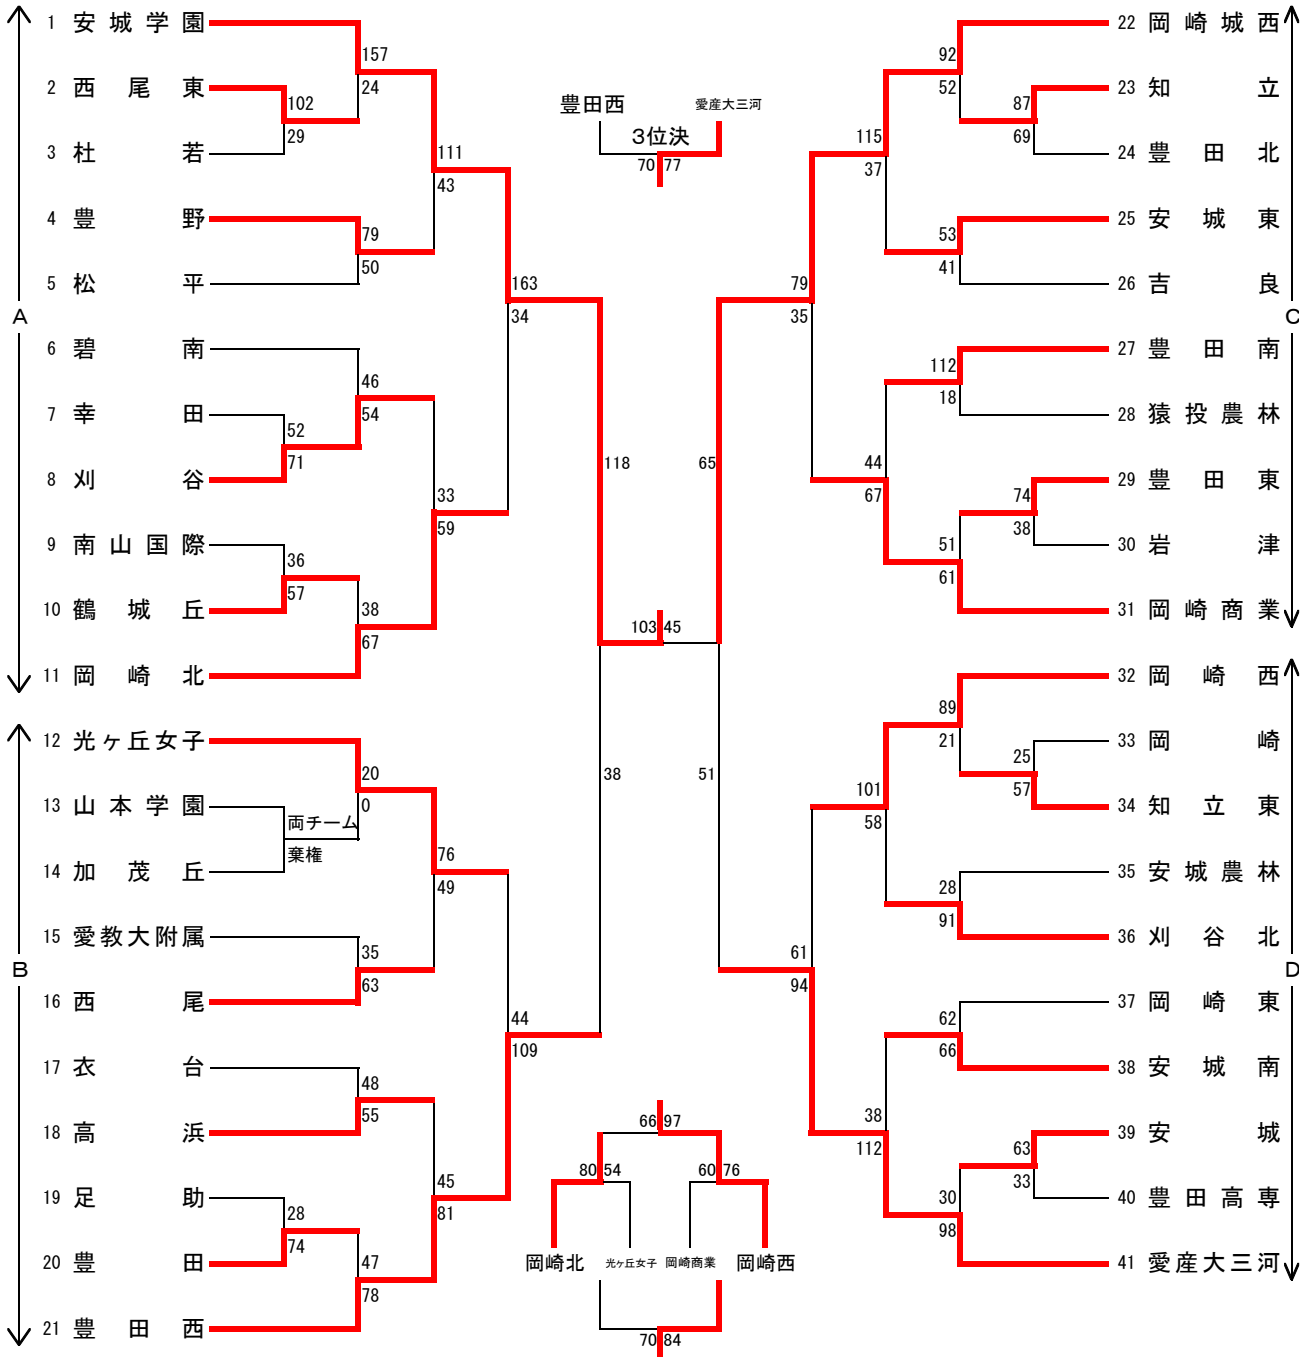 1 安城学園
157
2 西尾東
24
102
29
3 杜若
111
43
4 豊野
79
50
5 松平
A
163
34
6 碧南
46
54
7 幸田
52
71
8 刈谷
33
59
9 南山国際
36
57
10 鶴城丘
38
67
11 岡崎北
12 光ヶ丘女子
20
0
13 山本学園
両チーム
棄権
14 加茂丘
76
49
15 愛教大附属
35
63
B
16 西尾
44
109
17 衣台
48
55
18 高浜
45
81
19 足助
28
74
20 豊田
47
78
21 豊田西
豊田西 愛産大三河
3位決
70 77
118 65
103 45
38 51
66 97
80 54 60 76
岡崎北 光ヶ丘女子 岡崎商業 岡崎西
70 84
22 岡崎城西
92
52
23 知立
87
69
24 豊田北
115
37
25 安城東
53
41
26 吉良
C
79
35
27 豊田南
112
18
28 猿投農林
44
67
29 豊田東
74
38
30 岩津
51
61
31 岡崎商業
32 岡崎西
89
21
33 岡崎
25
57
34 知立東
101
58
35 安城農林
28
91
36 刈谷北
D
61
94
37 岡崎東
62
66
38 安城南
38
112
39 安城
63
33
40 豊田高専
30
98
41 愛産大三河